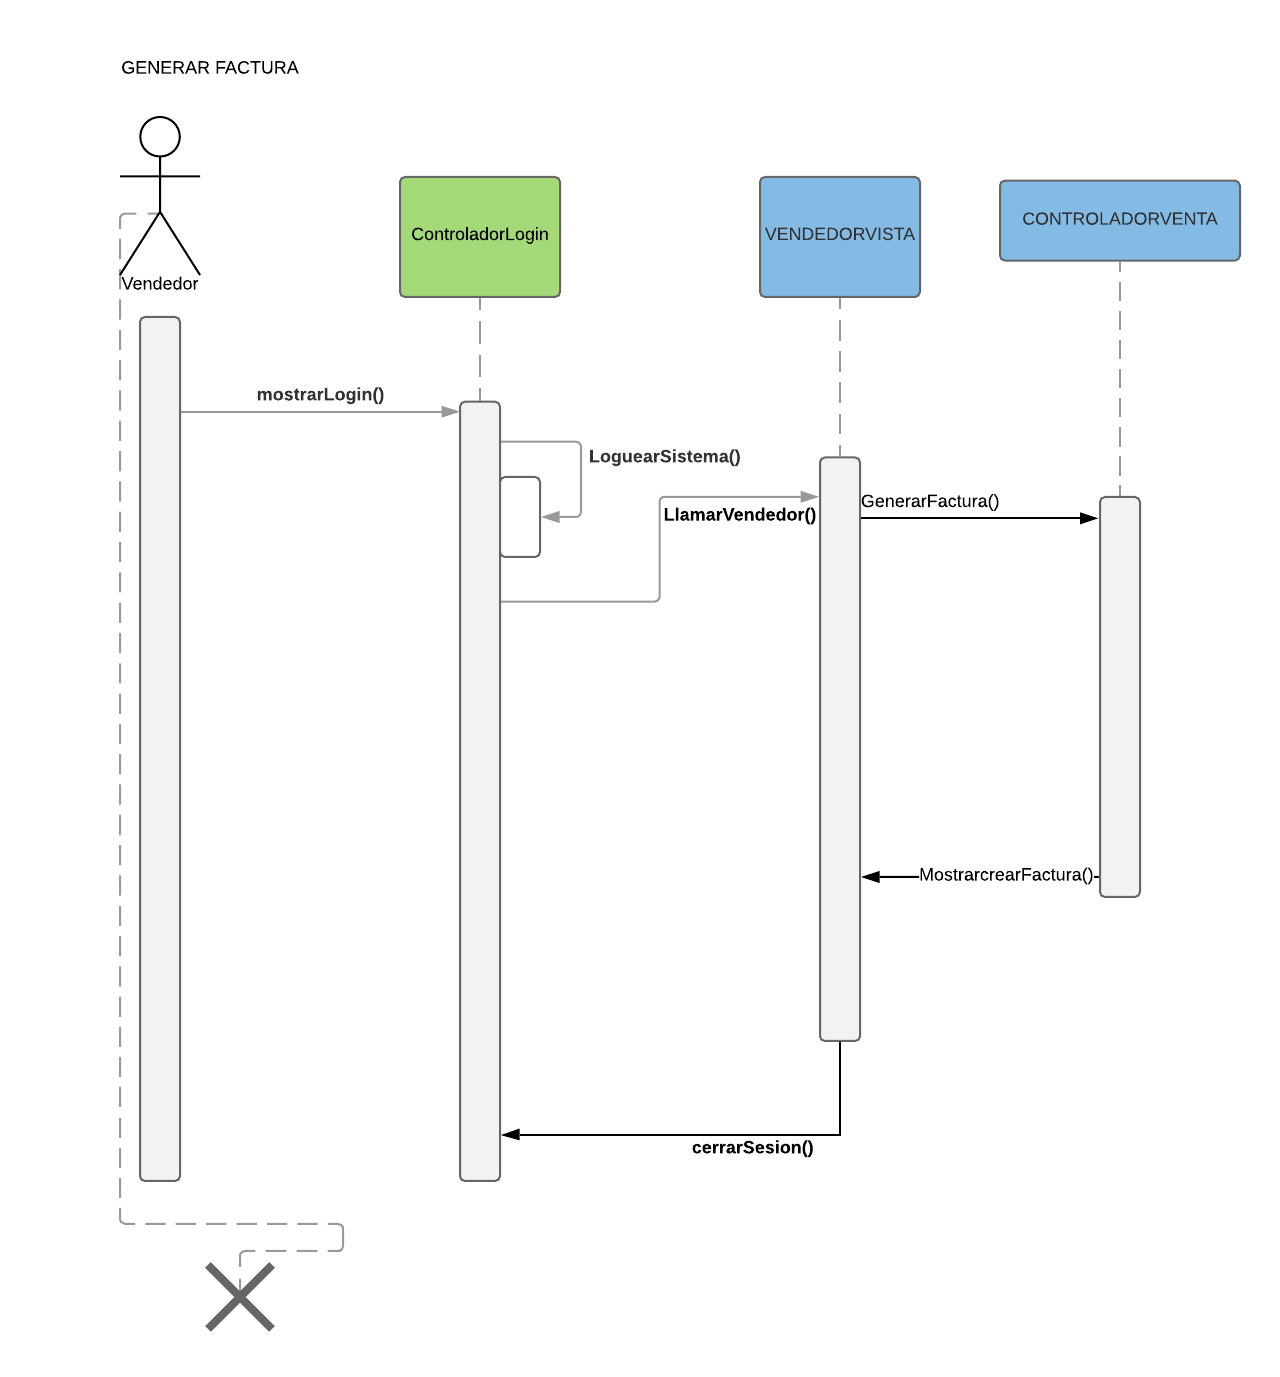 GENERAR FACTURA
Vendedor
ControladorLogin
VENDEDORVISTA
CONTROLADORVENTA
mostrarLogin()
LoguearSistema()
LlamarVendedor()
GenerarFactura()
MostrarcrearFactura()
cerrarSesion()